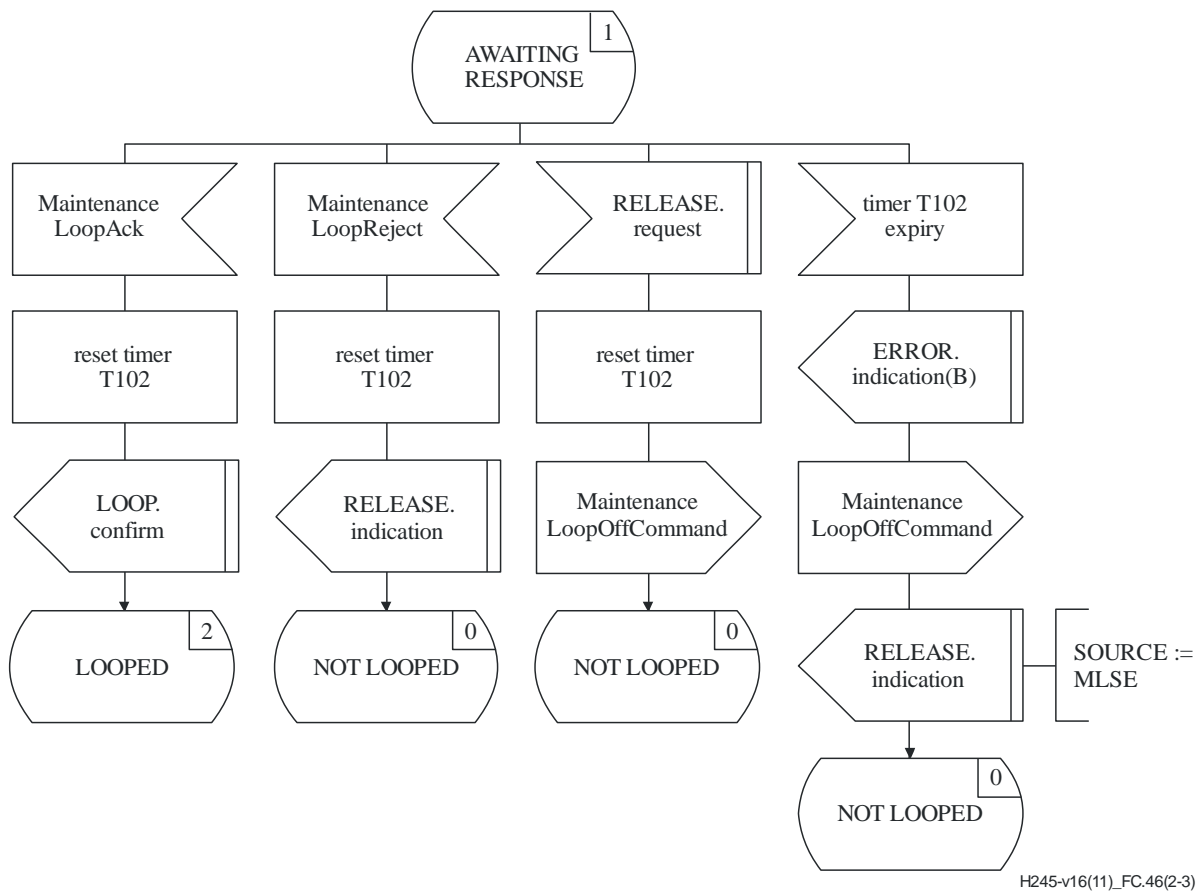 1
AWAITING
RESPONSE
Maintenance
LoopAck
Maintenance
LoopReject
RELEASE.
request
timer T102
expiry
reset timer
T102
reset timer
T102
reset timer
T102
ERROR.
indication(B)
LOOP.
confirm
RELEASE.
indication
Maintenance
LoopOffCommand
Maintenance
LoopOffCommand
2
LOOPED
0
NOT LOOPED
0
NOT LOOPED
RELEASE.
indication
SOURCE :=
MLSE
0
NOT LOOPED
H245-v16(11)_FC.46(2-3)